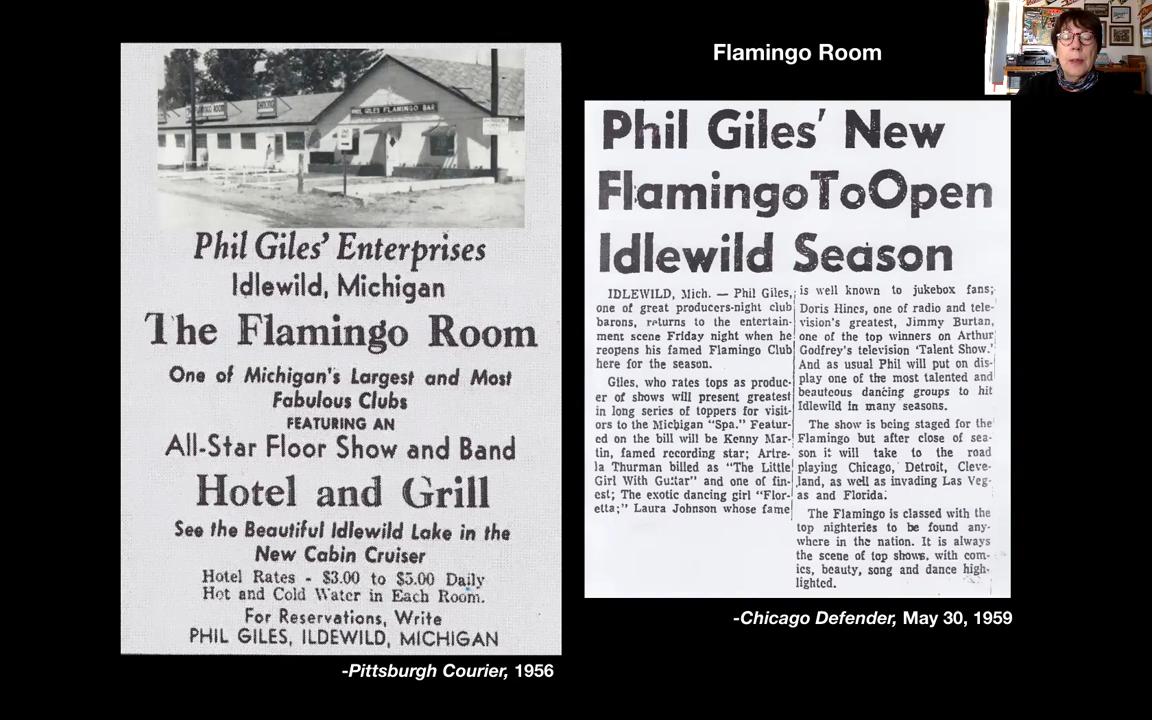 Flamingo Room
PHIL GILES FLAMINGO BAR
Phil Giles' Enterprises
Idlewild, Michigan
The Flamingo Room
One of Michigan's Largest and Most
Fabulous Clubs
FEATURING AN
All-Star Floor Show and Band
Hotel and Grill
See the Beautiful Idlewild Lake in the
New Cabin Cruiser
Hotel Rates - $3.00 to $5.00 Daily
Hot and Cold Water in Each Room.
For Reservations, Write
PHIL GILES, ILDEWILD, MICHIGAN
-Pittsburgh Courier, 1956
Phil Giles' New
FlamingoToOpen
Idlewild Season
IDLEWILD, Mich. — Phil Giles,
one of great producers-night club
barons, returns to the entertain-
ment scene Friday night when he
reopens his famed Flamingo Club
here for the season.
Giles, who rates tops as produc-
er of shows will present greatest
in long series of toppers for visit-
ors to the Michigan "Spa." Featur-
ed on the bill will be Kenny Mar-
tin, famed recording star; Artre-
la Thurman billed as "The Little
Girl With Guitar" and one of fin-
est; The exotic dancing girl "Flor-
etta;" Laura Johnson whose fame
is well known to jukebox fans;
Doris Hines, one of radio and tele-
vision's greatest, Jimmy Burtan,
one of the top winners on Arthur
Godfrey's television 'Talent Show.'
And as usual Phil will put on dis-
play one of the most talented and
beauteous dancing groups to hit
Idlewild in many seasons.
The show is being staged for the
Flamingo but after close of sea-
son it will take to the road
playing Chicago, Detroit, Cleve-
land, as well as invading Las Veg-
as and Florida.
The Flamingo is classed with the
top nighteries to be found any-
where in the nation. It is always
the scene of top shows, with com-
ics, beauty, song and dance high-
lighted.
-Chicago Defender, May 30, 1959